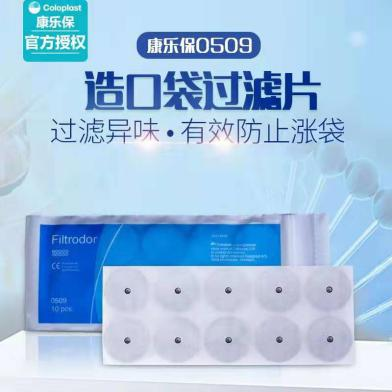 Coloplast
康乐保
官方授权
康乐保0509
造口袋过滤片
过滤异味·有效防止涨袋
Filtrodor
CE
0509
10 pcs.